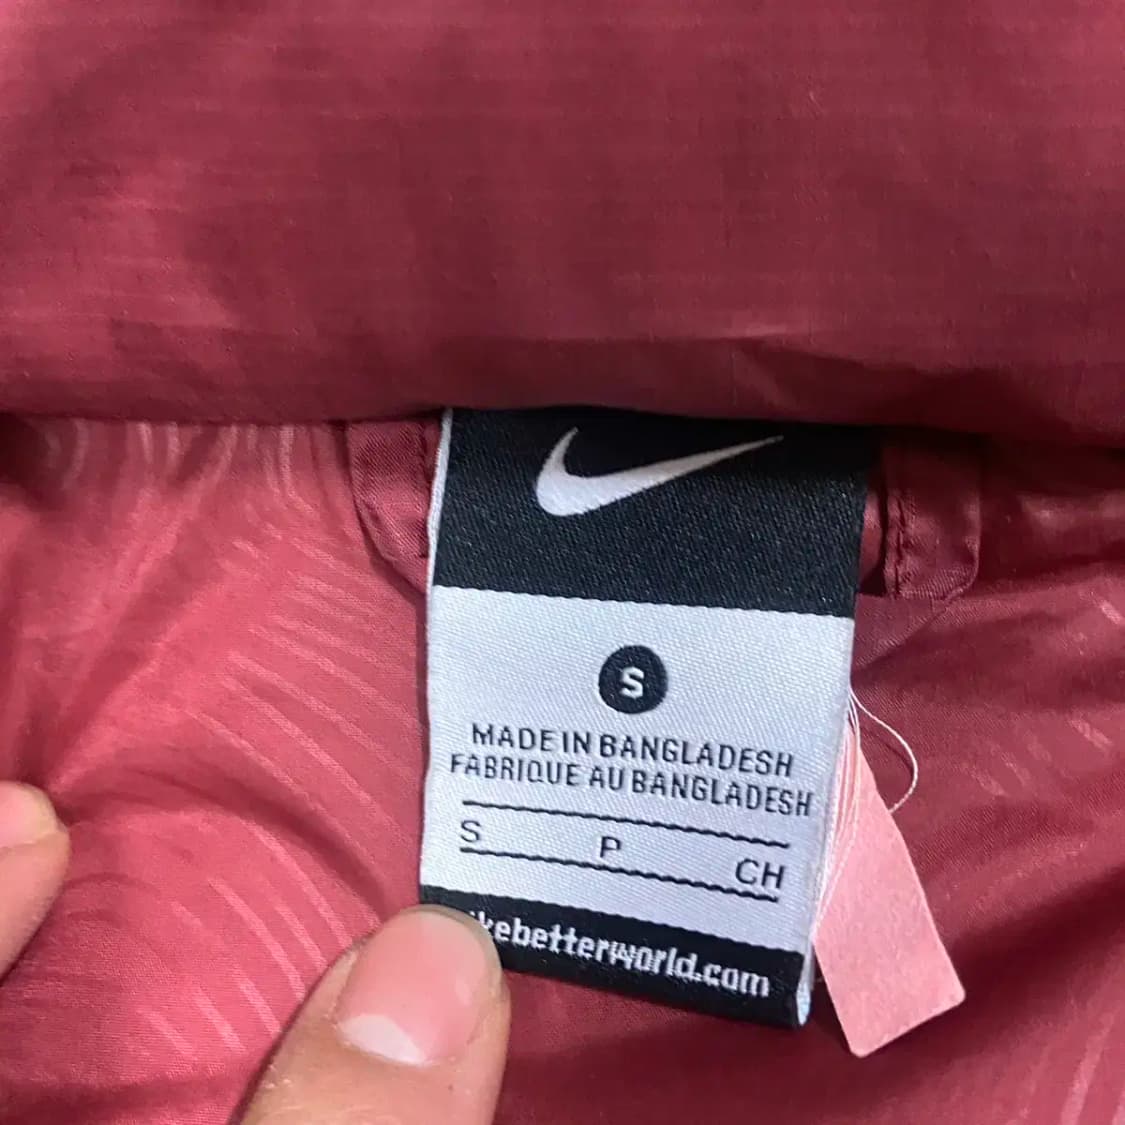 S
MADE IN BANGLADESH
FABRIQUE AU BANGLADESH
S P CH
kebetterworld.com